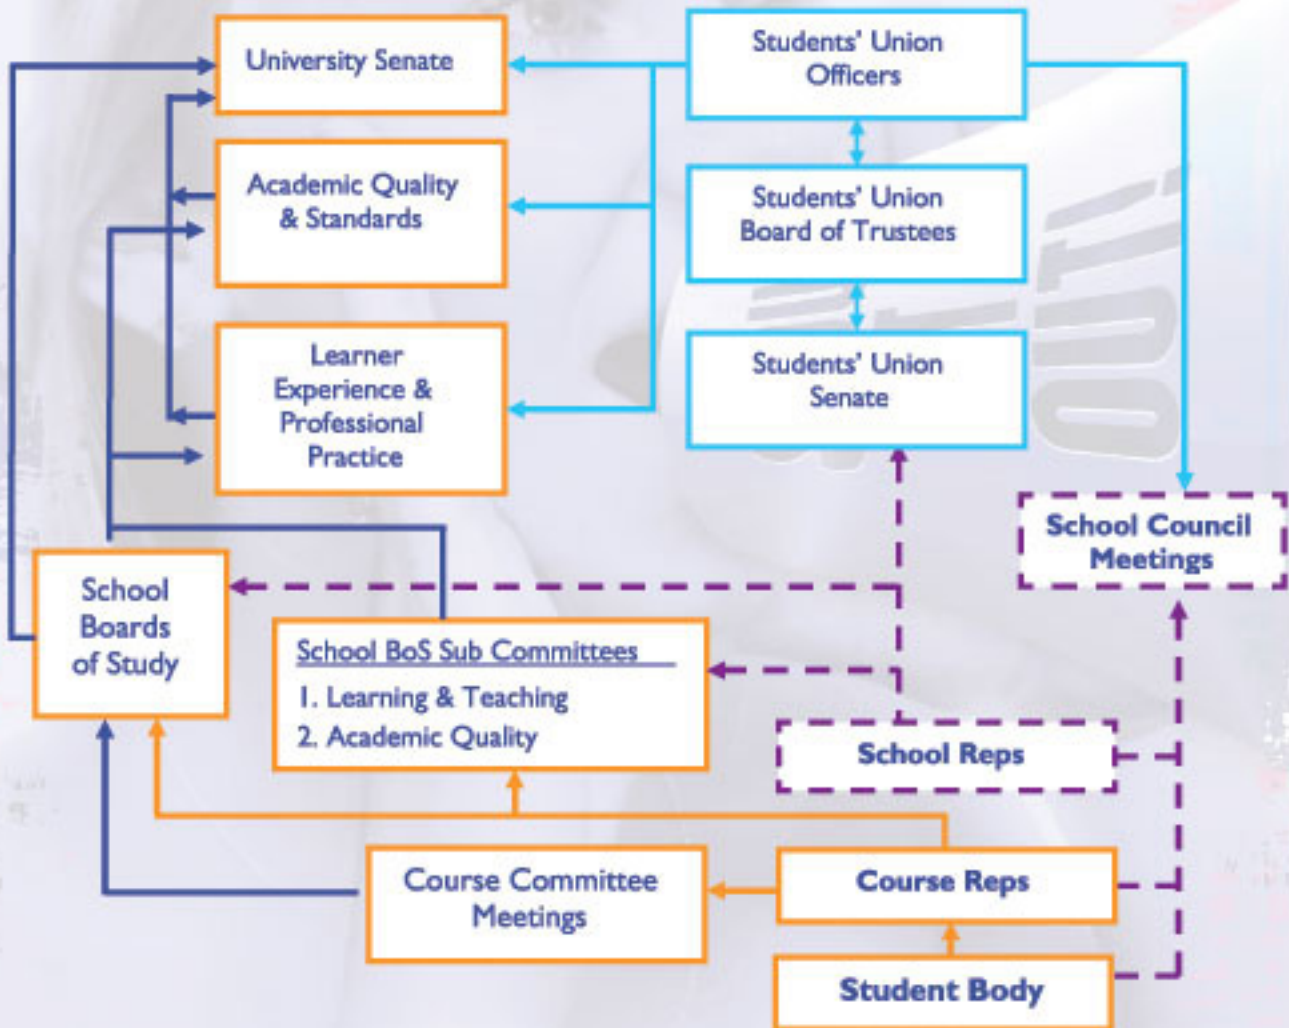 University Senate
Academic Quality
& Standards
Learner
Experience &
Professional
Practice
Students' Union
Officers
Students' Union
Board of Trustees
Students' Union
Senate
School Council
Meetings
School
Boards
of Study
School BoS Sub Committees
1. Learning & Teaching
2. Academic Quality
School Reps
Course Committee
Meetings
Course Reps
Student Body